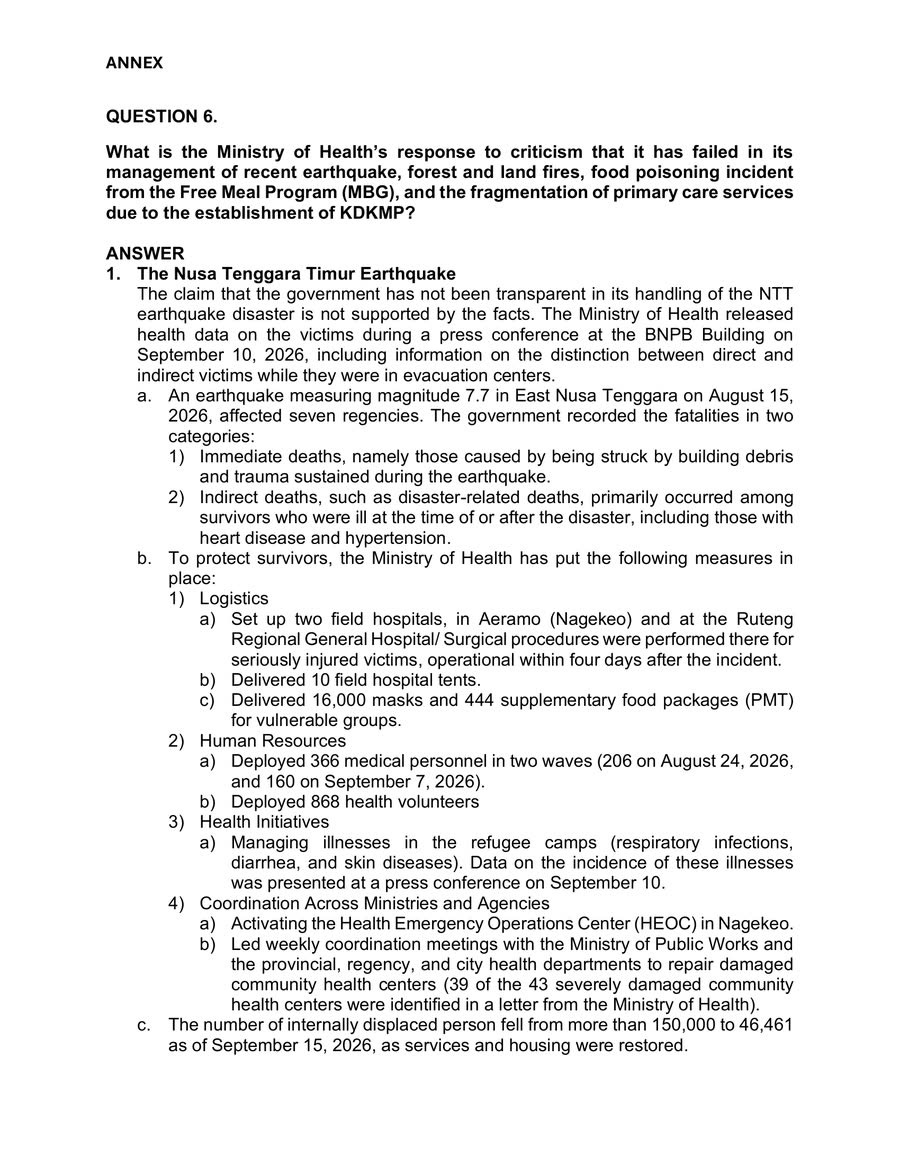 ANNEX
QUESTION 6.
What is the Ministry of Health’s response to criticism that it has failed in its
management of recent earthquake, forest and land fires, food poisoning incident
from the Free Meal Program (MBG), and the fragmentation of primary care services
due to the establishment of KDKMP?
ANSWER
1. The Nusa Tenggara Timur Earthquake
The claim that the government has not been transparent in its handling of the NTT
earthquake disaster is not supported by the facts. The Ministry of Health released
health data on the victims during a press conference at the BNPB Building on
September 10, 2026, including information on the distinction between direct and
indirect victims while they were in evacuation centers.
a. An earthquake measuring magnitude 7.7 in East Nusa Tenggara on August 15,
2026, affected seven regencies. The government recorded the fatalities in two
categories:
1) Immediate deaths, namely those caused by being struck by building debris
and trauma sustained during the earthquake.
2) Indirect deaths, such as disaster-related deaths, primarily occurred among
survivors who were ill at the time of or after the disaster, including those with
heart disease and hypertension.
b. To protect survivors, the Ministry of Health has put the following measures in
place:
1) Logistics
a) Set up two field hospitals, in Aeramo (Nagekeo) and at the Ruteng
Regional General Hospital/ Surgical procedures were performed there for
seriously injured victims, operational within four days after the incident.
b) Delivered 10 field hospital tents.
c) Delivered 16,000 masks and 444 supplementary food packages (PMT)
for vulnerable groups.
2) Human Resources
a) Deployed 366 medical personnel in two waves (206 on August 24, 2026,
and 160 on September 7, 2026).
b) Deployed 868 health volunteers
3) Health Initiatives
a) Managing illnesses in the refugee camps (respiratory infections,
diarrhea, and skin diseases). Data on the incidence of these illnesses
was presented at a press conference on September 10.
4) Coordination Across Ministries and Agencies
a) Activating the Health Emergency Operations Center (HEOC) in Nagekeo.
b) Led weekly coordination meetings with the Ministry of Public Works and
the provincial, regency, and city health departments to repair damaged
community health centers (39 of the 43 severely damaged community
health centers were identified in a letter from the Ministry of Health).
c. The number of internally displaced person fell from more than 150,000 to 46,461
as of September 15, 2026, as services and housing were restored.